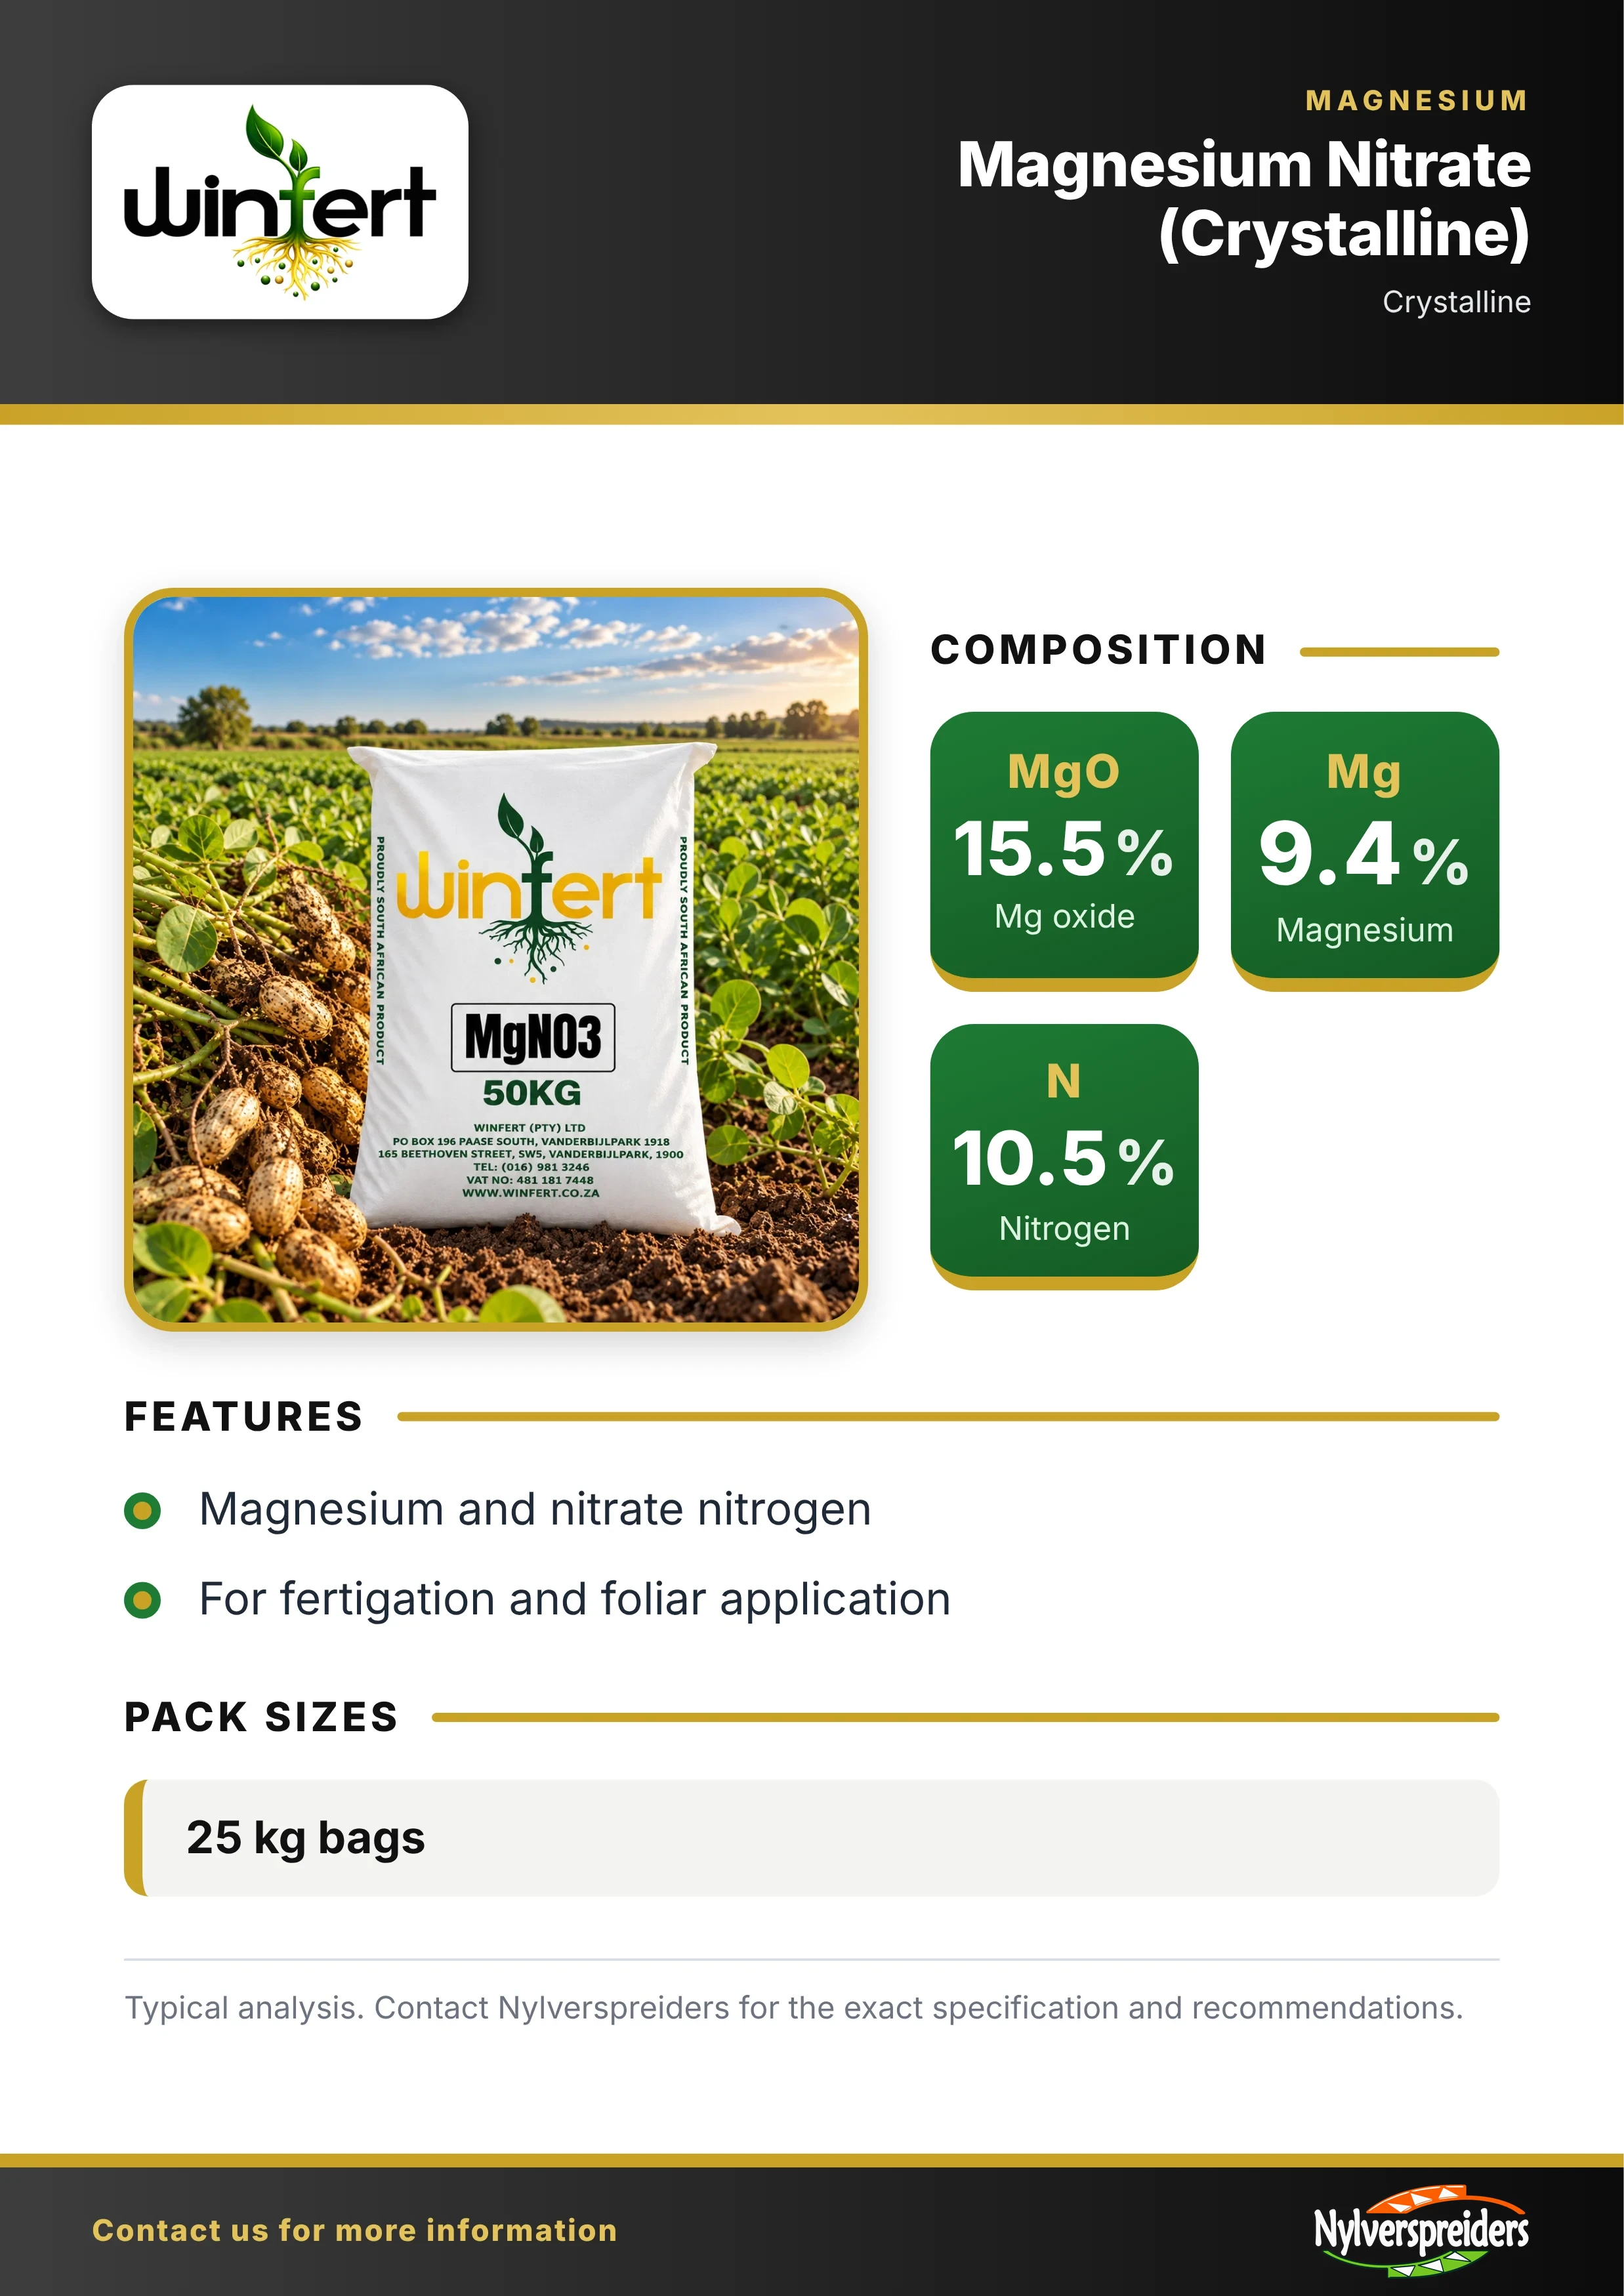 winfert
MAGNESIUM
Magnesium Nitrate
(Crystalline)
Crystalline
winfert
PROUDLY SOUTH AFRICAN PRODUCT
PROUDLY SOUTH AFRICAN PRODUCT
MgNO3
50KG
WINFERT (PTY) LTD
PO BOX 196 PAASE SOUTH, VANDERBIJLPARK 1918
165 BEETHOVEN STREET, SW5, VANDERBIJLPARK, 1900
TEL: (016) 981 3246
VAT NO: 481 181 7448
WWW.WINFERT.CO.ZA
COMPOSITION
MgO
15.5%
Mg oxide
Mg
9.4%
Magnesium
N
10.5%
Nitrogen
FEATURES
Magnesium and nitrate nitrogen
For fertigation and foliar application
PACK SIZES
25 kg bags
Typical analysis. Contact Nylverspreiders for the exact specification and recommendations.
Contact us for more information
Nylverspreiders